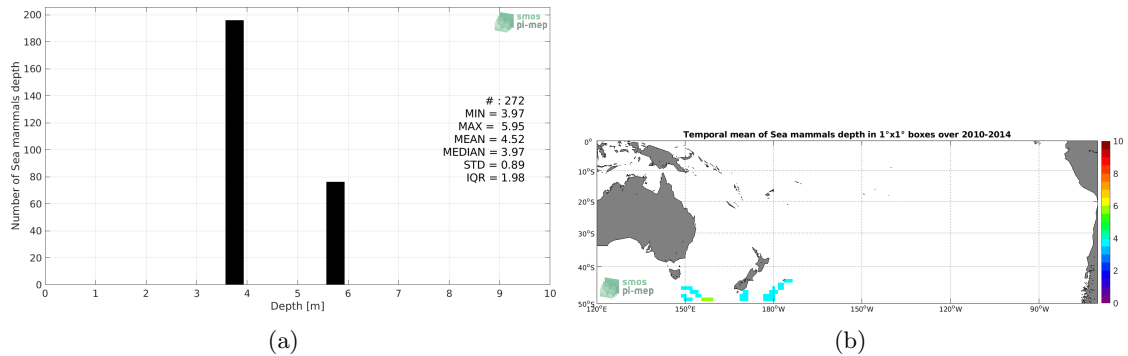 smos
pi-mep
200
180
160
140
120
100
80
60
40
20
0
Number of Sea mammals depth
# : 272
MIN = 3.97
MAX = 5.95
MEAN = 4.52
MEDIAN = 3.97
STD = 0.89
IQR = 1.98
0 1 2 3 4 5 6 7 8 9 10
Depth [m]
(a)
Temporal mean of Sea mammals depth in 1°x1° boxes over 2010-2014
0°
10°S
20°S
30°S
40°S
50°S
120°E 150°E 180°W 150°W 120°W 90°W
10
8
6
4
2
0
smos
pi-mep
(b)